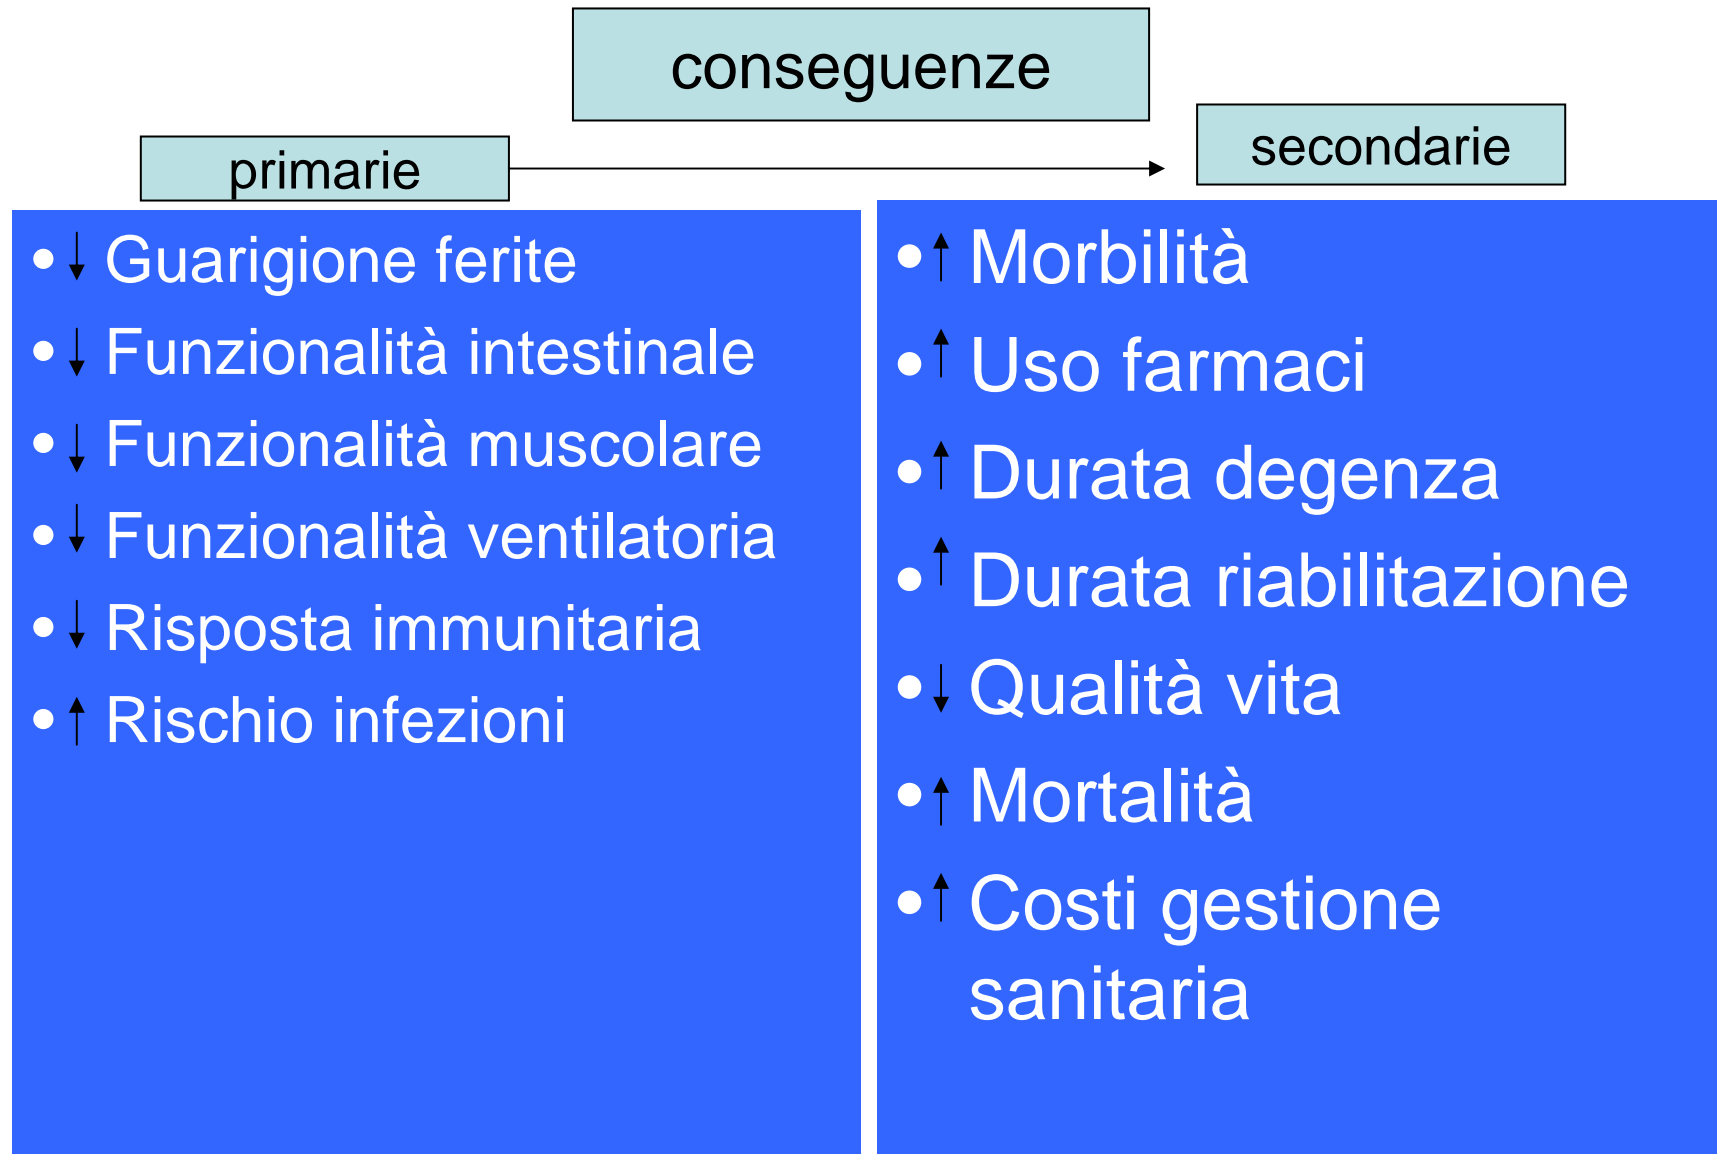 conseguenze
primarie
secondarie
• ↓ Guarigione ferite
• ↓ Funzionalità intestinale
• ↓ Funzionalità muscolare
• ↓ Funzionalità ventilatoria
• ↓ Risposta immunitaria
• ↑ Rischio infezioni
• ↑ Morbilità
• ↑ Uso farmaci
• ↑ Durata degenza
• ↑ Durata riabilitazione
• ↓ Qualità vita
• ↑ Mortalità
• ↑ Costi gestione
sanitaria